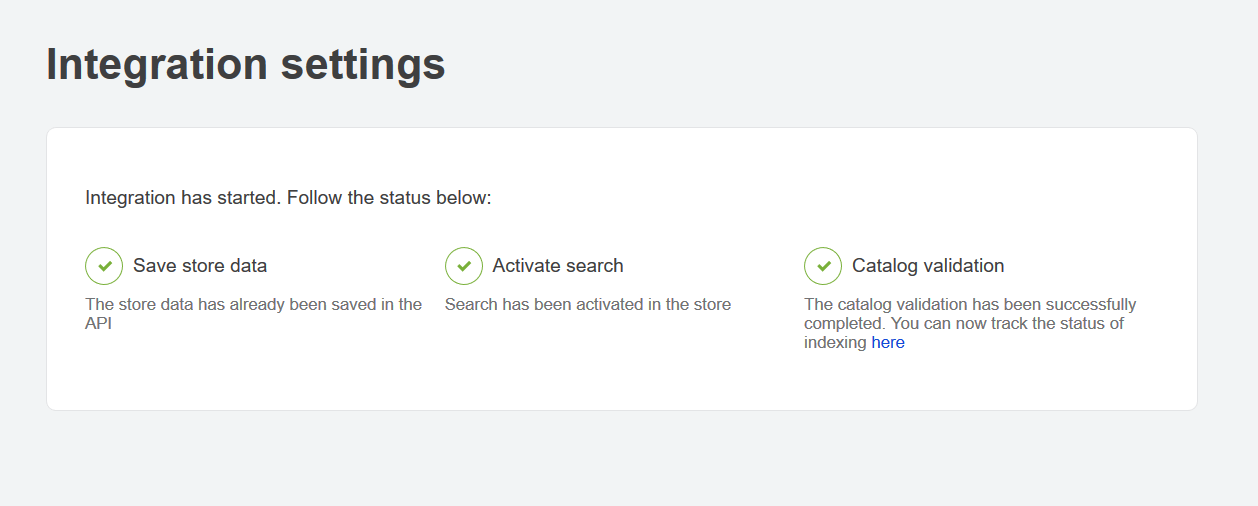 Integration settings
Integration has started. Follow the status below:
Save store data
The store data has already been saved in the
API
Activate search
Search has been activated in the store
Catalog validation
The catalog validation has been successfully
completed. You can now track the status of
indexing here